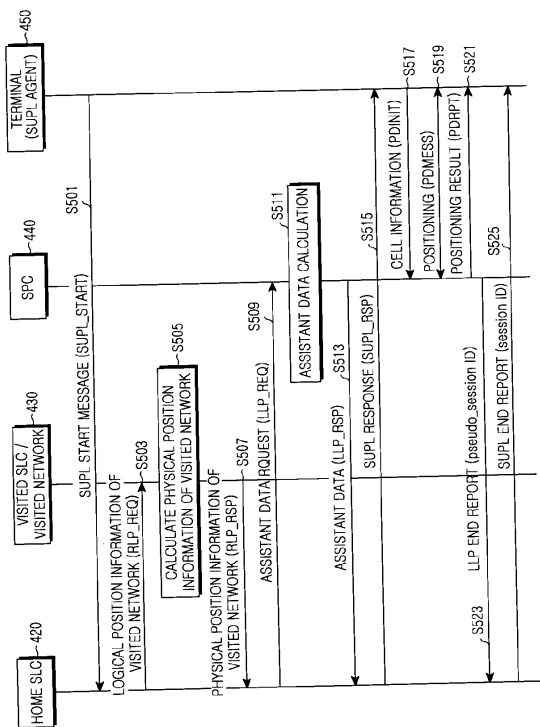 420
HOME SLC
430
VISITED SLC /
VISITED NETWORK
440
SPC
450
TERMINAL
(SUPL AGENT)
SUPL START MESSAGE (SUPL_START)
S501
LOGICAL POSITION INFORMATION OF
VISITED NETWORK (RLP_REQ)
S503
S505
CALCULATE PHYSICAL POSITION
INFORMATION OF VISITED NETWORK
PHYSICAL POSITION INFORMATION OF
VISITED NETWORK (RLP_RSP)
S507
ASSISTANT DATA RQUEST (LLP_REQ)
S509
S511
ASSISTANT DATA CALCULATION
ASSISTANT DATA (LLP_RSP)
S513
SUPL RESPONSE (SUPL_RSP)
S515
CELL INFORMATION (PDINIT)
S517
POSITIONING (PDMESS)
S519
POSITIONING RESULT (PDRPT)
S521
S523
LLP END REPORT (pseudo_session ID)
SUPL END REPORT (session ID)
S525